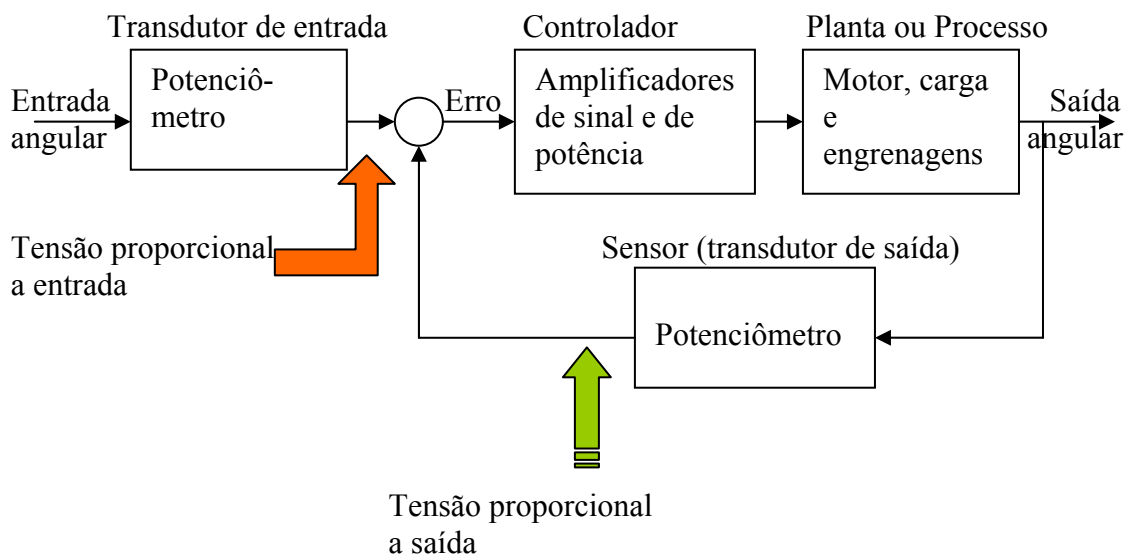 Transdutor de entrada
Controlador
Planta ou Processo
Potenciô-
metro
Amplificadores
de sinal e de
potência
Motor, carga
e
engrenagens
Entrada
angular
Erro
Saída
angular
Tensão proporcional
a entrada
Sensor (transdutor de saída)
Potenciômetro
Tensão proporcional
a saída